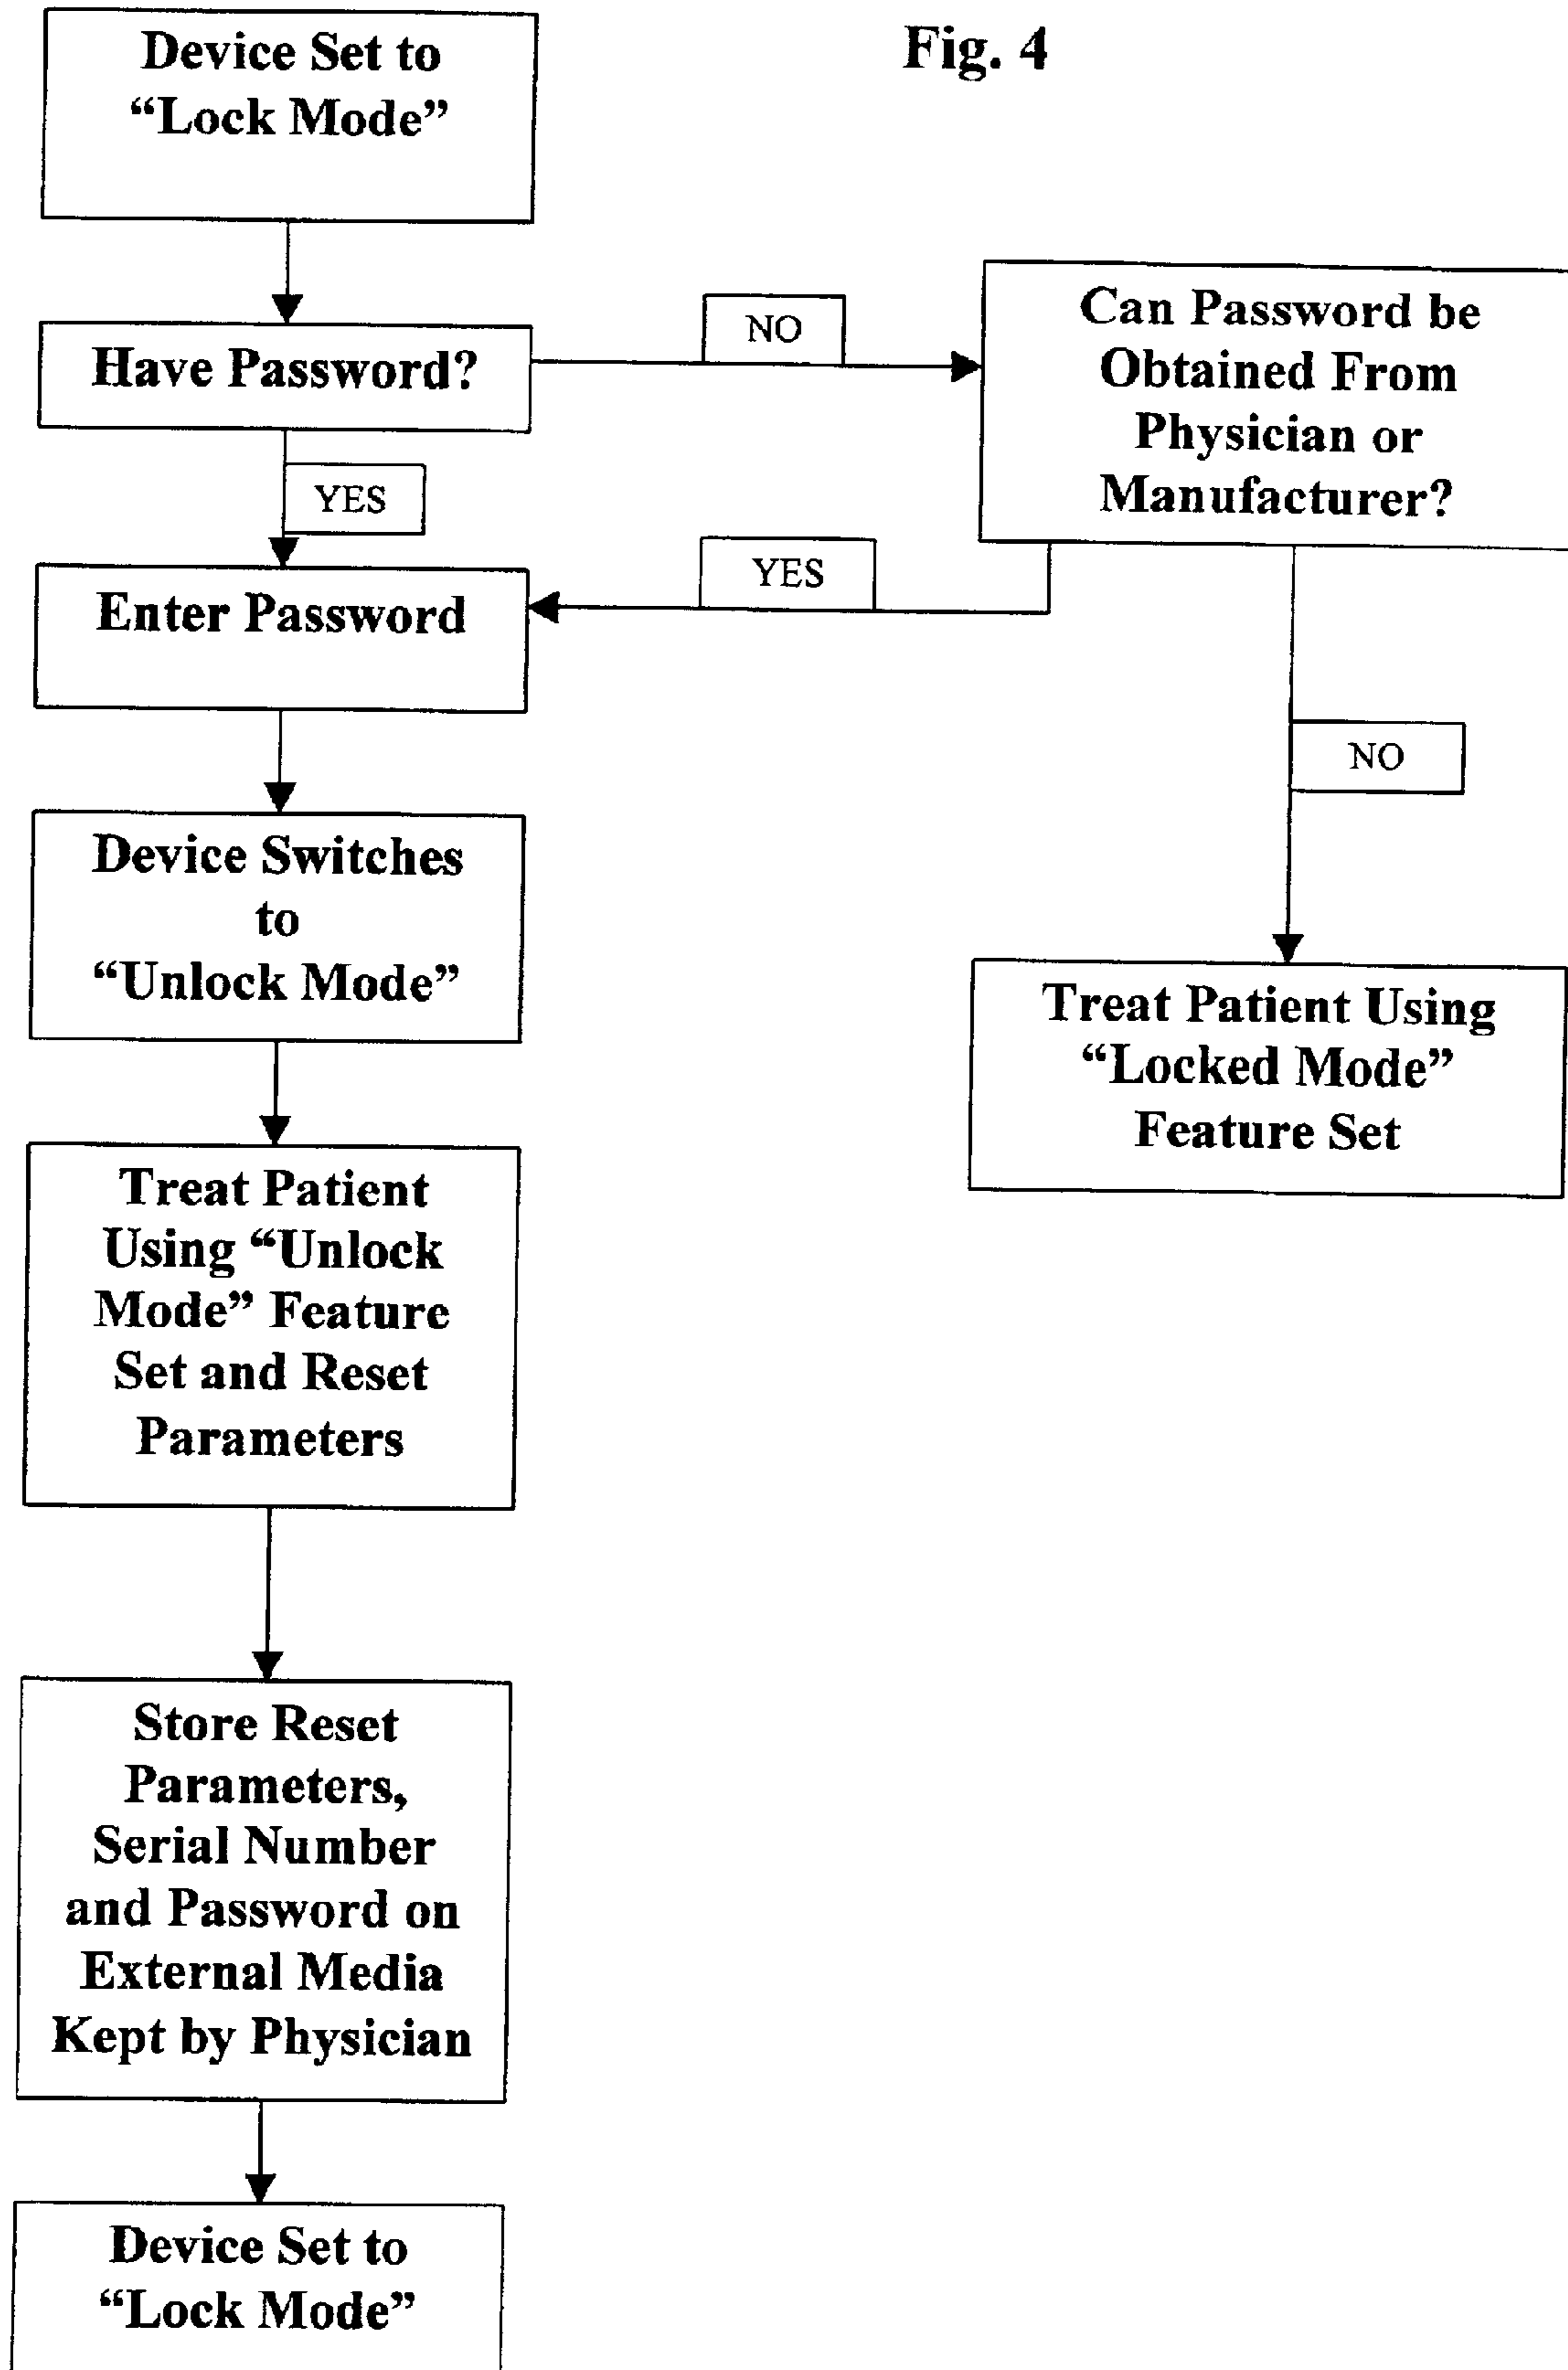 Fig. 4
Device Set to
“Lock Mode”
Have Password?
NO
Can Password be
Obtained From
Physician or
Manufacturer?
YES
YES
Enter Password
NO
Device Switches
to
“Unlock Mode”
Treat Patient Using
“Locked Mode”
Feature Set
Treat Patient
Using “Unlock
Mode” Feature
Set and Reset
Parameters
Store Reset
Parameters,
Serial Number
and Password on
External Media
Kept by Physician
Device Set to
“Lock Mode”